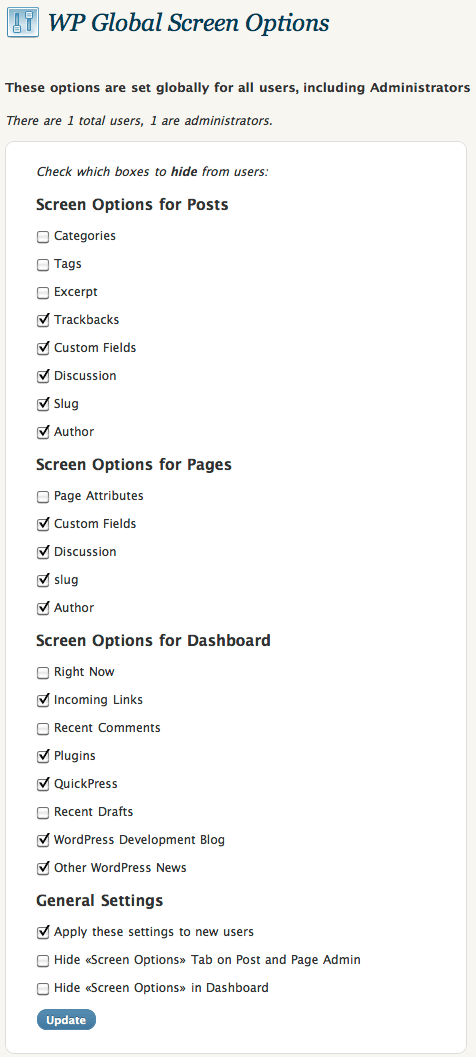 WP Global Screen Options
These options are set globally for all users, including Administrators
There are 1 total users, 1 are administrators.
Check which boxes to hide from users:
Screen Options for Posts
Categories
Tags
Excerpt
Trackbacks
Custom Fields
Discussion
Slug
Author
Screen Options for Pages
Page Attributes
Custom Fields
Discussion
slug
Author
Screen Options for Dashboard
Right Now
Incoming Links
Recent Comments
Plugins
QuickPress
Recent Drafts
WordPress Development Blog
Other WordPress News
General Settings
Apply these settings to new users
Hide «Screen Options» Tab on Post and Page Admin
Hide «Screen Options» in Dashboard
Update